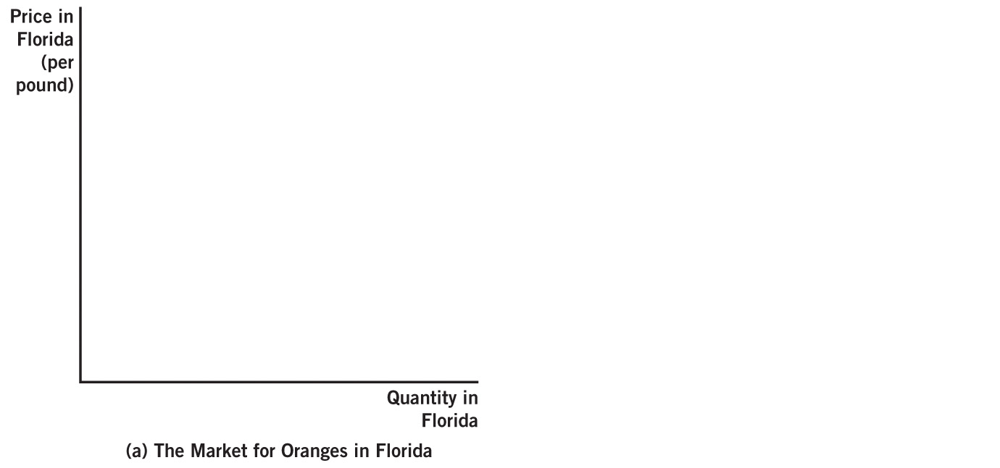 Price in
Florida
(per
pound)
Quantity in
Florida
(a) The Market for Oranges in Florida